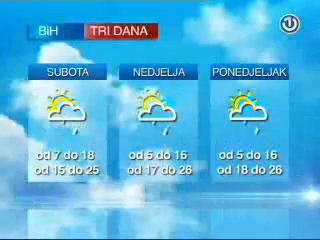 BiH TRI DANA
SUBOTA NEDJELJA PONEDJELJAK
od 7 do 18 od 5 do 16 od 5 do 16
od 15 do 25 od 17 do 26 od 18 do 26